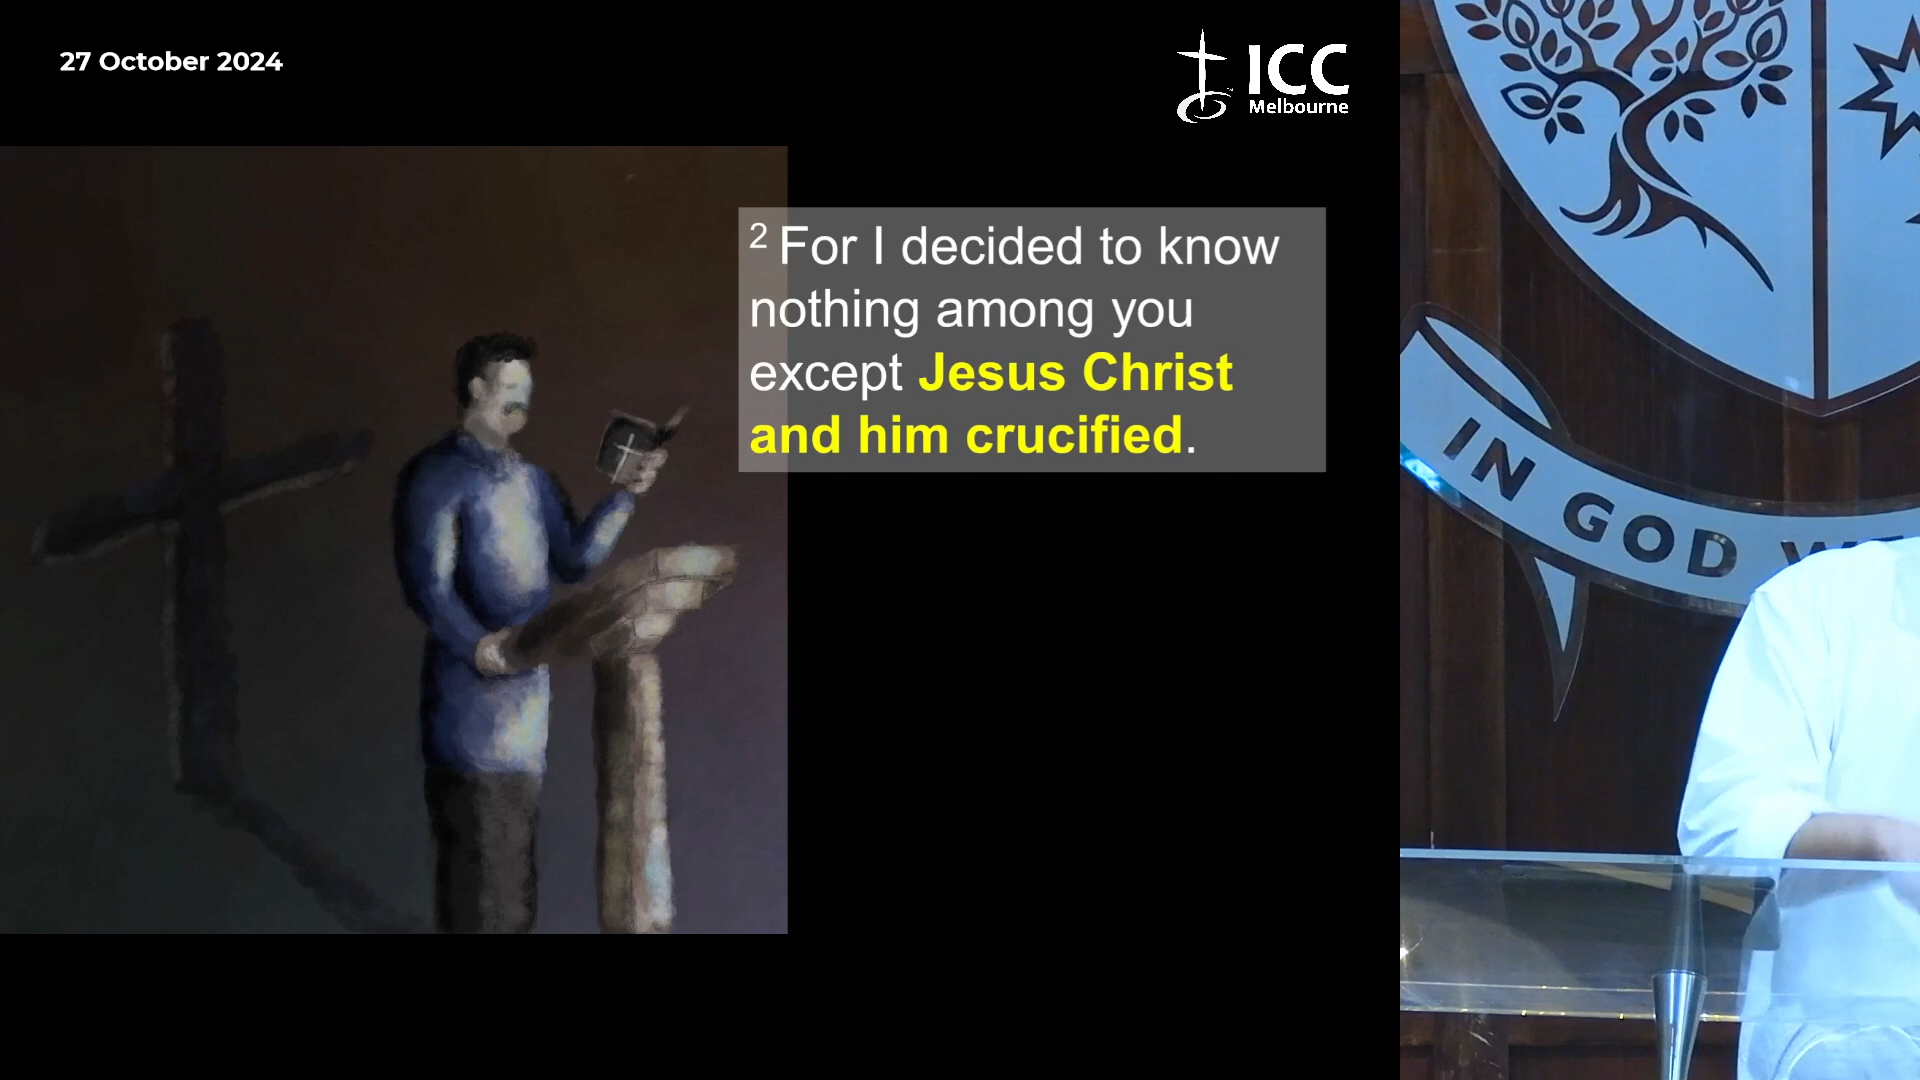 27 October 2024
ICC
Melbourne
2 For I decided to know
nothing among you
except Jesus Christ
and him crucified.
IN GOD